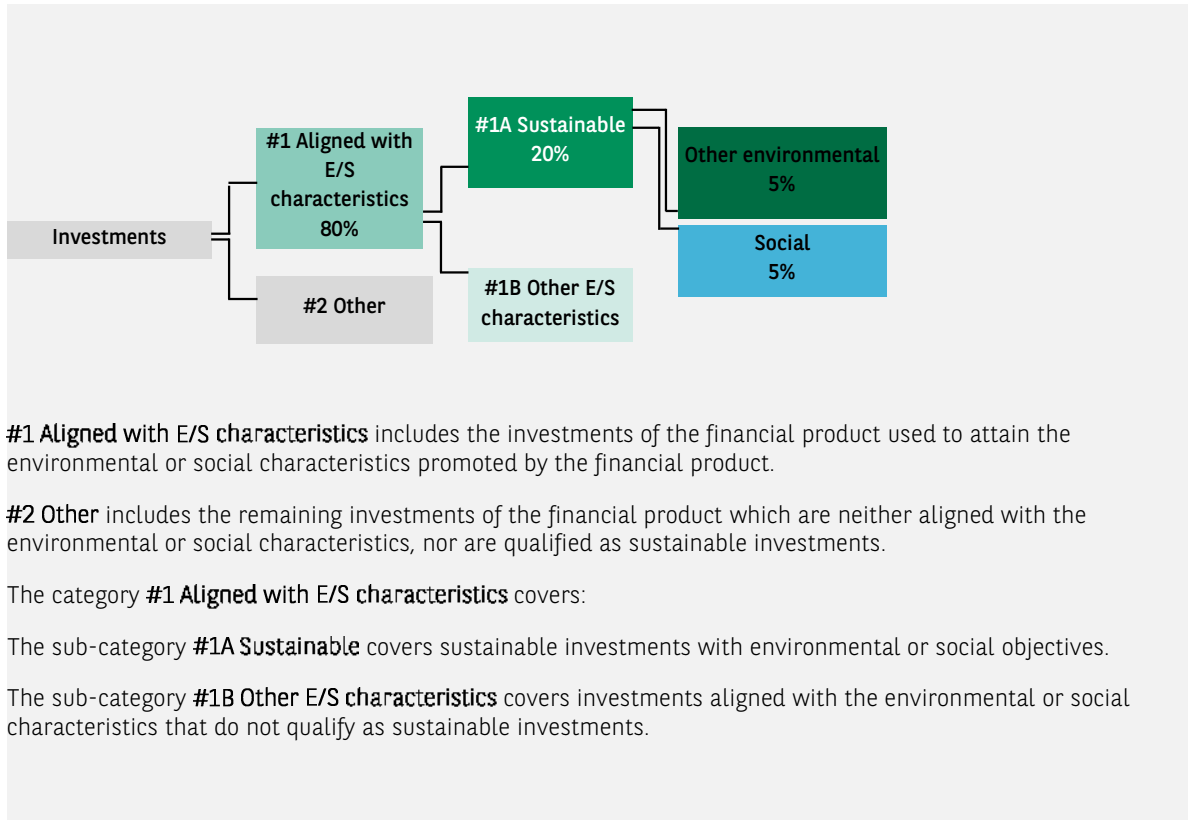 #1A Sustainable
20%
#1 Aligned with
E/S
characteristics
80%
Other environmental
5%
Investments
Social
5%
#2 Other
#1B Other E/S
characteristics
#1 Aligned with E/S characteristics includes the investments of the financial product used to attain the
environmental or social characteristics promoted by the financial product.
#2 Other includes the remaining investments of the financial product which are neither aligned with the
environmental or social characteristics, nor are qualified as sustainable investments.
The category #1 Aligned with E/S characteristics covers:
The sub-category #1A Sustainable covers sustainable investments with environmental or social objectives.
The sub-category #1B Other E/S characteristics covers investments aligned with the environmental or social
characteristics that do not qualify as sustainable investments.